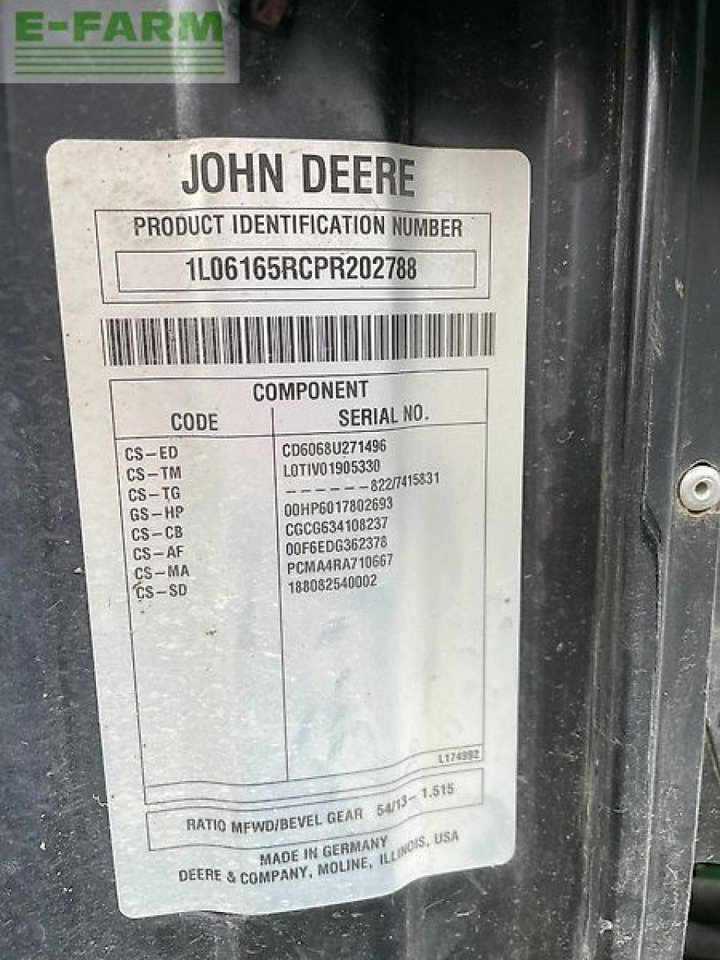 E-FARM
JOHN DEERE
PRODUCT IDENTIFICATION NUMBER
1L06165RCPR202788
COMPONENT
CODE SERIAL NO.
CS-ED CD6068U271496
CS-TM L0TIV01905330
CS-TG ------822/7415831
GS-HP 00HP6017802693
CS-CB CGCG634108237
CS-AF 00F6EDG362378
CS-MA PCMA4RA710667
CS-SD 188082540002
L174992
RATIO MFWD/BEVEL GEAR 54/13- 1.515
MADE IN GERMANY
DEERE & COMPANY, MOLINE, ILLINOIS, USA